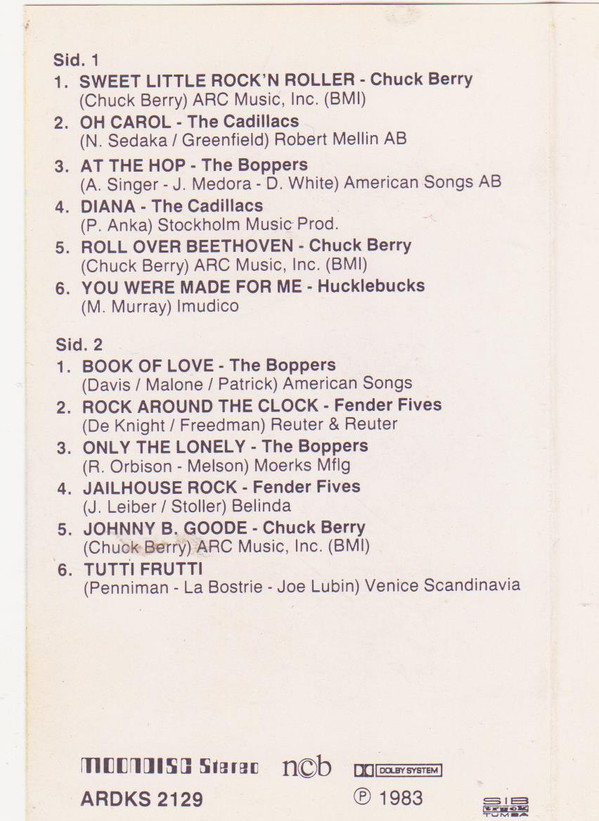 Sid. 1
1. SWEET LITTLE ROCK'N ROLLER - Chuck Berry
(Chuck Berry) ARC Music, Inc. (BMI)
2. OH CAROL - The Cadillacs
(N. Sedaka / Greenfield) Robert Mellin AB
3. AT THE HOP - The Boppers
(A. Singer - J. Medora - D. White) American Songs AB
4. DIANA - The Cadillacs
(P. Anka) Stockholm Music Prod.
5. ROLL OVER BEETHOVEN - Chuck Berry
(Chuck Berry) ARC Music, Inc. (BMI)
6. YOU WERE MADE FOR ME - Hucklebucks
(M. Murray) Imudico
Sid. 2
1. BOOK OF LOVE - The Boppers
(Davis / Malone / Patrick) American Songs
2. ROCK AROUND THE CLOCK - Fender Fives
(De Knight / Freedman) Reuter & Reuter
3. ONLY THE LONELY - The Boppers
(R. Orbison - Melson) Moerks Mflg
4. JAILHOUSE ROCK - Fender Fives
(J. Leiber / Stoller) Belinda
5. JOHNNY B. GOODE - Chuck Berry
(Chuck Berry) ARC Music, Inc. (BMI)
6. TUTTI FRUTTI
(Penniman - La Bostrie - Joe Lubin) Venice Scandinavia
MOONDISC Stereo ncb DOLBY SYSTEM
ARDKS 2129 Ⓟ 1983
SIB
TUMBA